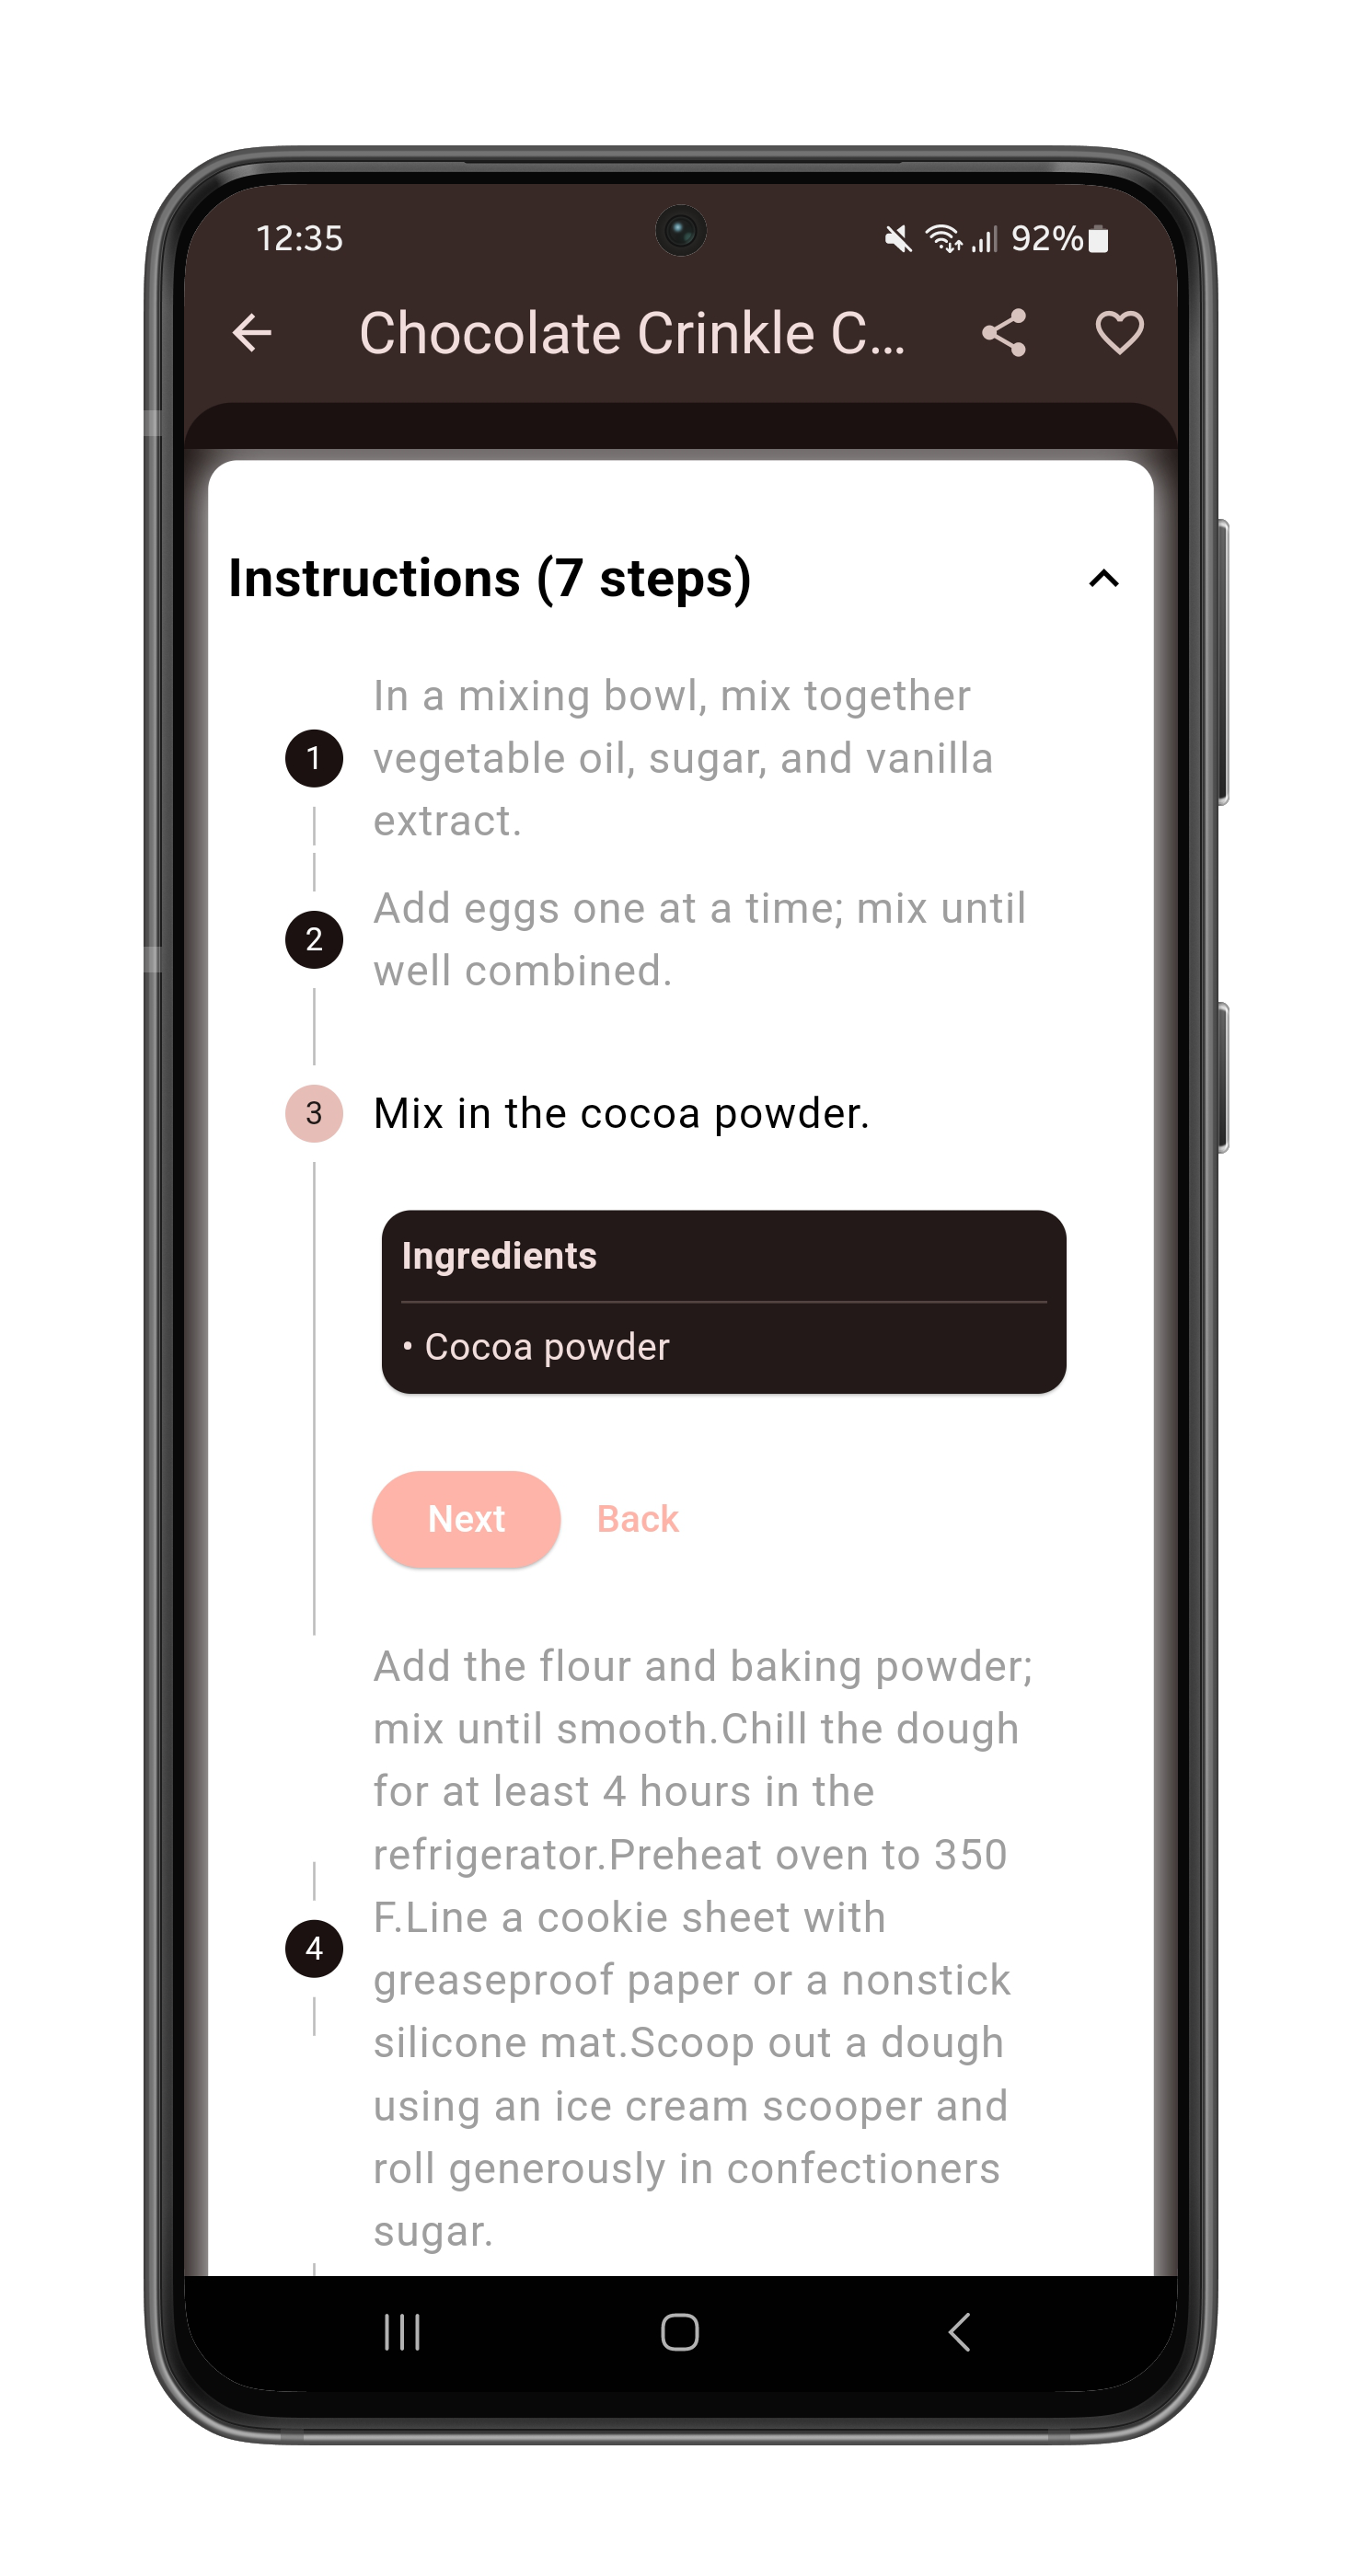 12:35
92%
Chocolate Crinkle C...
Instructions (7 steps)
1
In a mixing bowl, mix together
vegetable oil, sugar, and vanilla
extract.
2
Add eggs one at a time; mix until
well combined.
3
Mix in the cocoa powder.
Ingredients
• Cocoa powder
Next
Back
4
Add the flour and baking powder;
mix until smooth.Chill the dough
for at least 4 hours in the
refrigerator.Preheat oven to 350
F.Line a cookie sheet with
greaseproof paper or a nonstick
silicone mat.Scoop out a dough
using an ice cream scooper and
roll generously in confectioners
sugar.